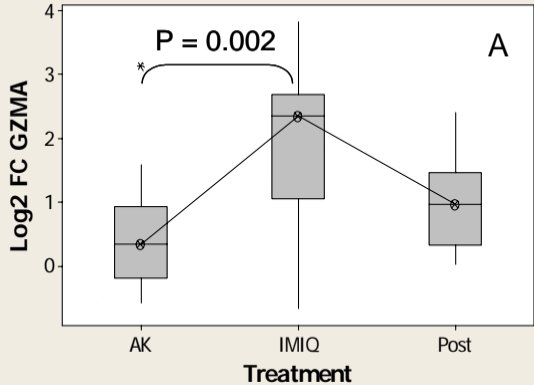 P = 0.002
A
Log2 FC GZMA
4
3
2
1
0
*
AK
IMIQ
Post
Treatment